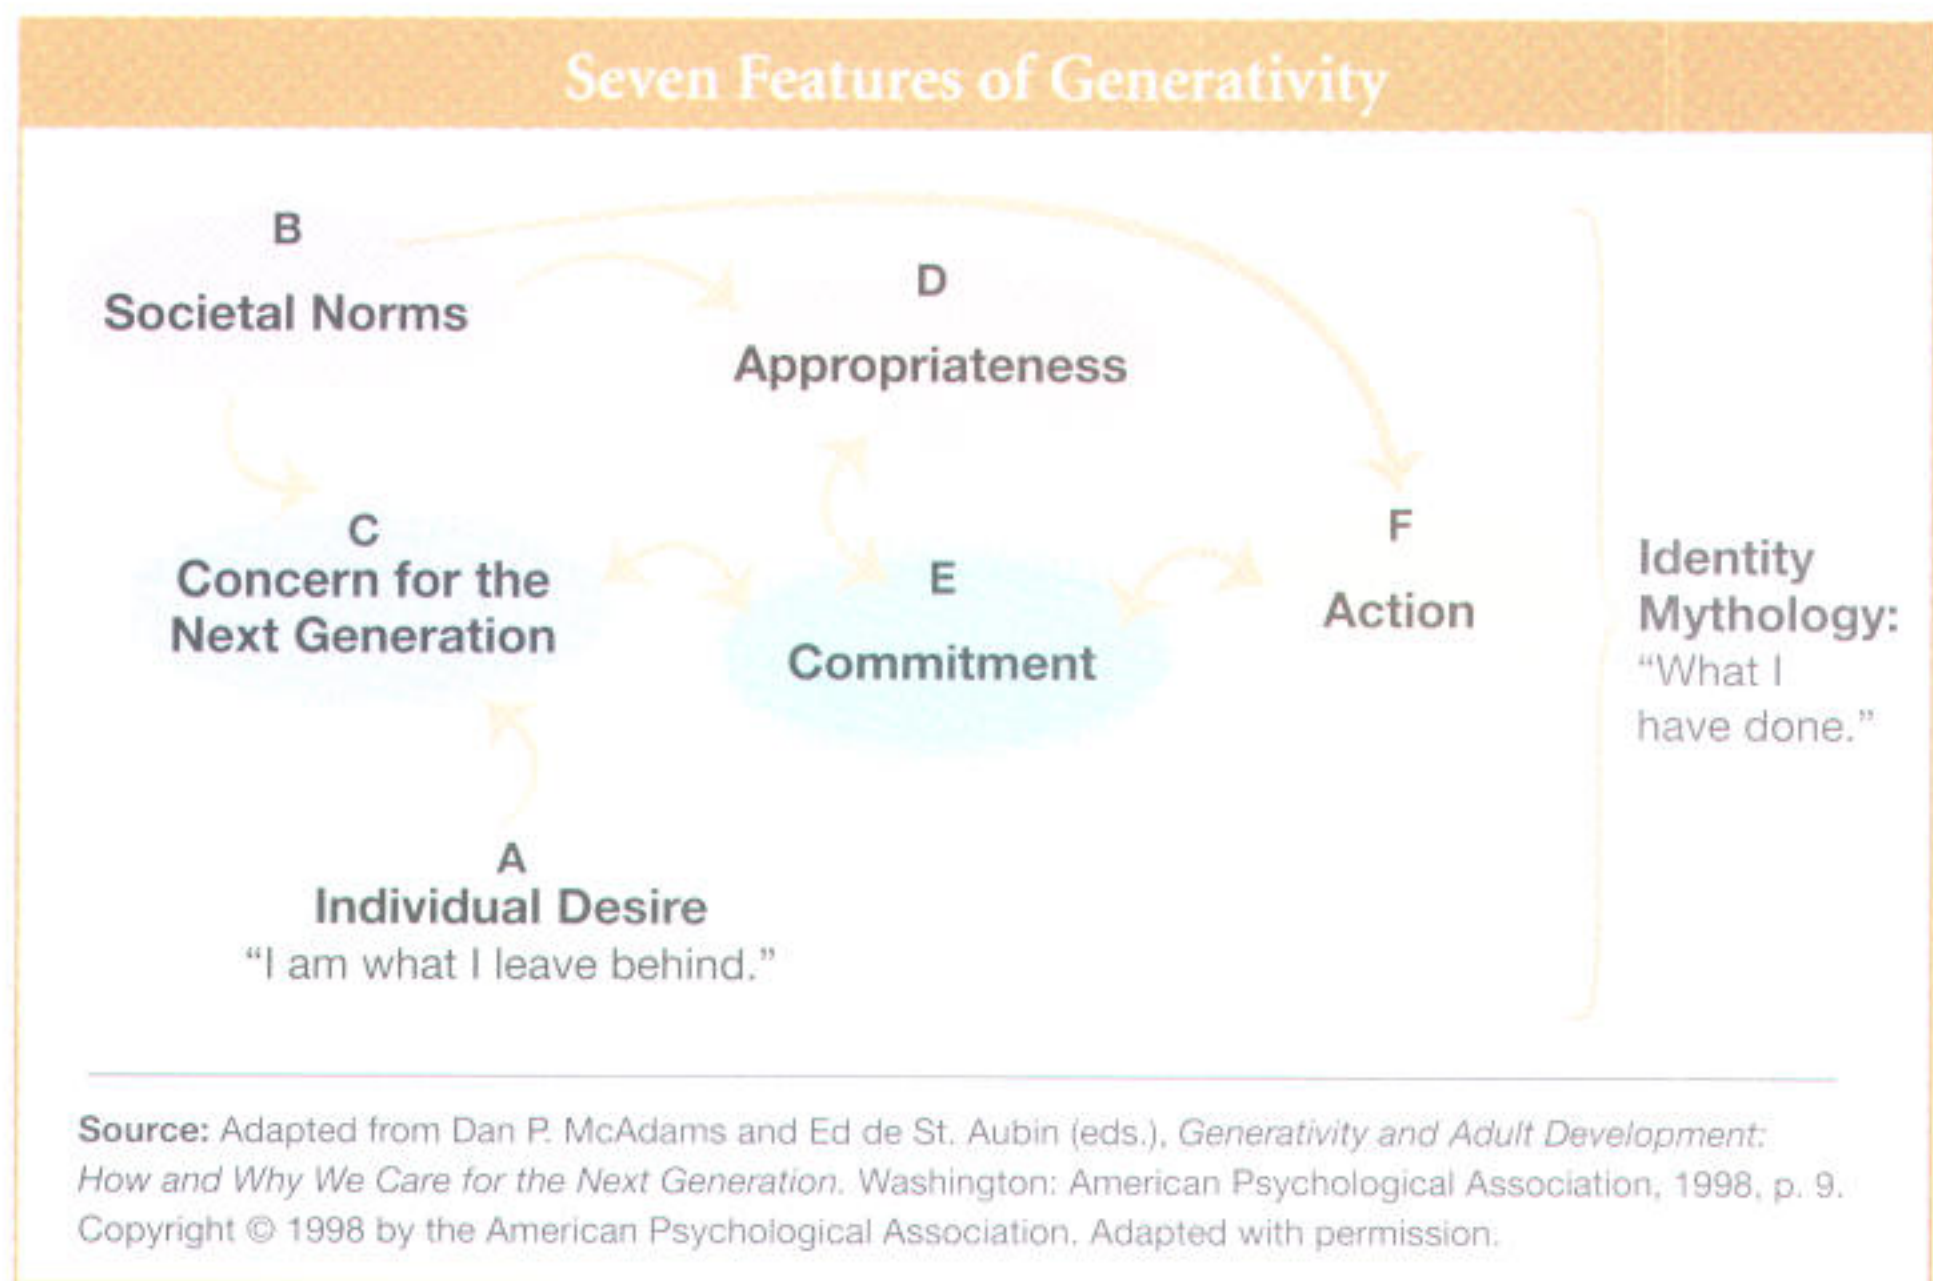 Seven Features of Generativity
B
Societal Norms
D
Appropriateness
C
Concern for the
Next Generation
E
Commitment
F
Action
Identity
Mythology:
“What I
have done.”
A
Individual Desire
“I am what I leave behind.”
Source: Adapted from Dan P. McAdams and Ed de St. Aubin (eds.), Generativity and Adult Development:
How and Why We Care for the Next Generation. Washington: American Psychological Association, 1998, p. 9.
Copyright © 1998 by the American Psychological Association. Adapted with permission.